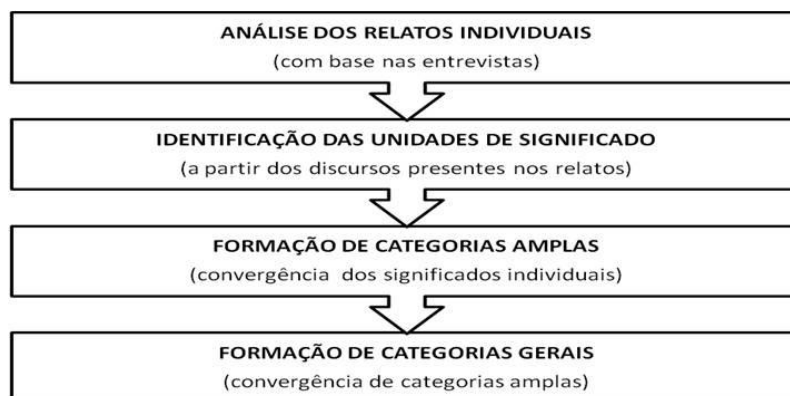 ANÁLISE DOS RELATOS INDIVIDUAIS
(com base nas entrevistas)
IDENTIFICAÇÃO DAS UNIDADES DE SIGNIFICADO
(a partir dos discursos presentes nos relatos)
FORMAÇÃO DE CATEGORIAS AMPLAS
(convergência dos significados individuais)
FORMAÇÃO DE CATEGORIAS GERAIS
(convergência de categorias amplas)